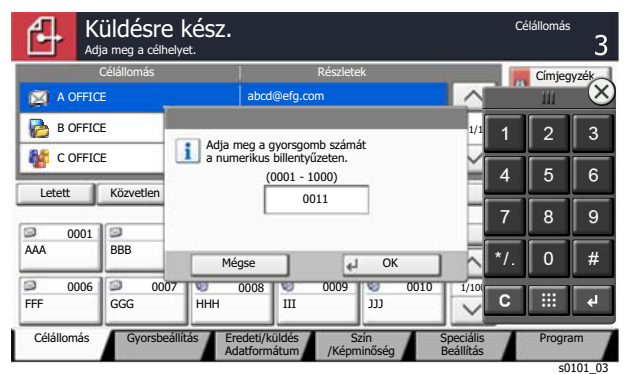 Küldésre kész.
Adja meg a célhelyet.
Célállomás
3
Célállomás
Részletek
Címjegyzék
A OFFICE
abcd@efg.com
B OFFICE
C OFFICE
1/1
Adja meg a gyorsgomb számát
a numerikus billentyűzeten.
(0001 - 1000)
0011
Mégse
OK
Letett
Közvetlen
0001
AAA
BBB
0006
FFF
0007
GGG
0008
HHH
0009
III
0010
JJJ
1/100
1 2 3
4 5 6
7 8 9
*/. 0 #
C
Célállomás
Gyorsbeállítás
Eredeti/küldés
Adatformátum
Szín
/Képminőség
Speciális
Beállítás
Program
s0101_03